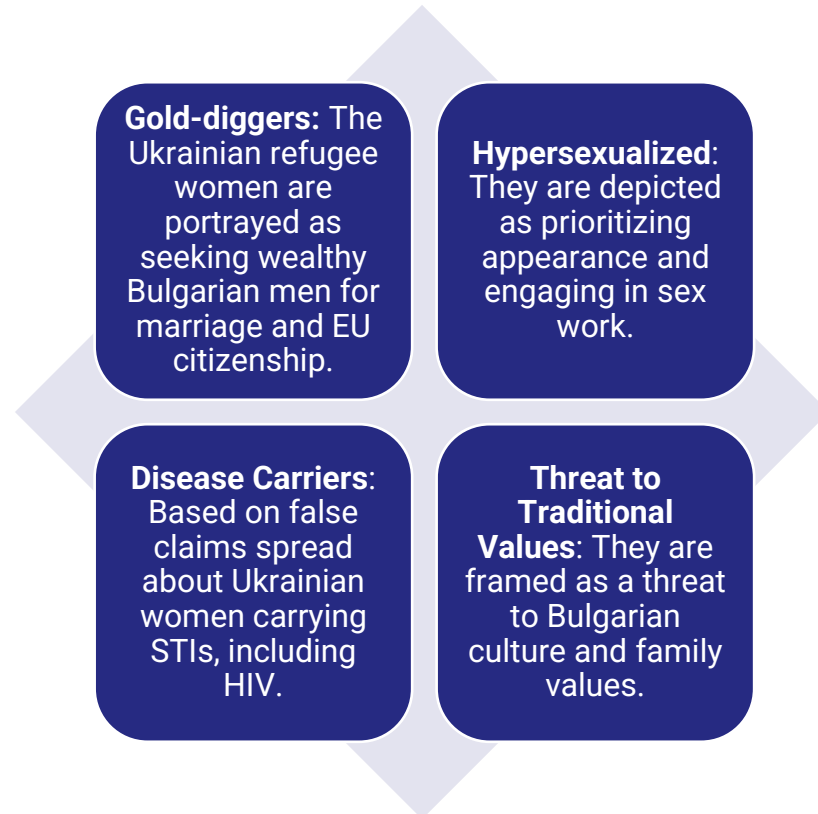 Gold-diggers: The
Ukrainian refugee
women are
portrayed as
seeking wealthy
Bulgarian men for
marriage and EU
citizenship.
Hypersexualized:
They are depicted
as prioritizing
appearance and
engaging in sex
work.
Disease Carriers:
Based on false
claims spread
about Ukrainian
women carrying
STIs, including
HIV.
Threat to
Traditional
Values: They are
framed as a threat
to Bulgarian
culture and family
values.